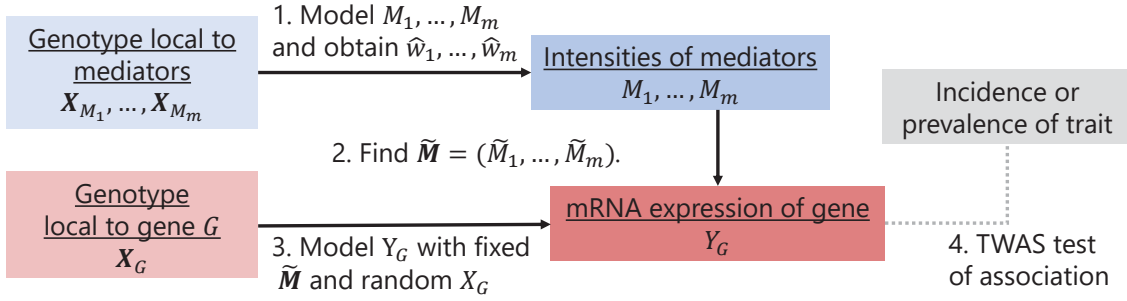 Genotype local to
mediators
𝑿_{M_1}, … , 𝑿_{M_m}
1. Model M_1, … , M_m
and obtain ŵ_1, … , ŵ_m
Intensities of mediators
M_1, … , M_m
Incidence or
prevalence of trait
2. Find 𝑴̃ = (M̃_1, … , M̃_m).
Genotype
local to gene G
𝑿_G
mRNA expression of gene
Y_G
3. Model Y_G with fixed
𝑴̃ and random X_G
4. TWAS test
of association